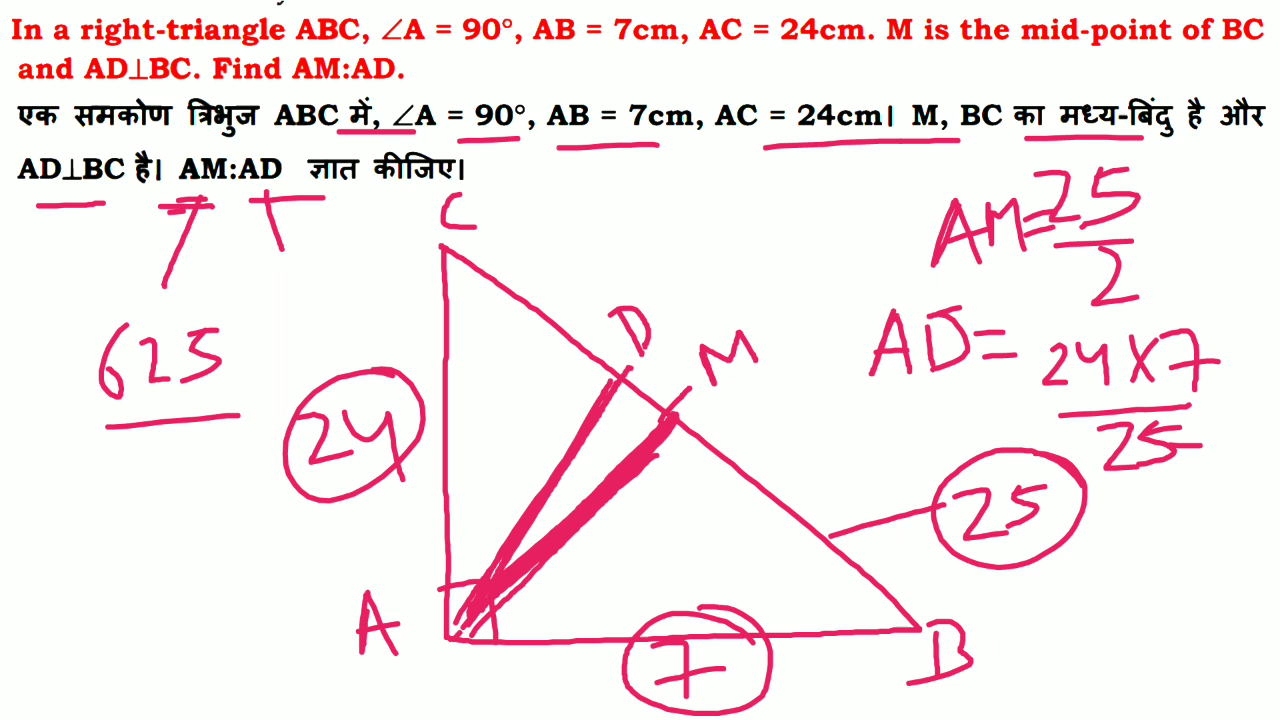 In a right-triangle ABC, ∠A = 90°, AB = 7cm, AC = 24cm. M is the mid-point of BC
and AD⊥BC. Find AM:AD.
एक समकोण त्रिभुज ABC में, ∠A = 90°, AB = 7cm, AC = 24cm। M, BC का मध्य-बिंदु है और
AD⊥BC है। AM:AD ज्ञात कीजिए।
C
AM=25/2
625
D
M
AD=24×7/25
24
25
A
7
B